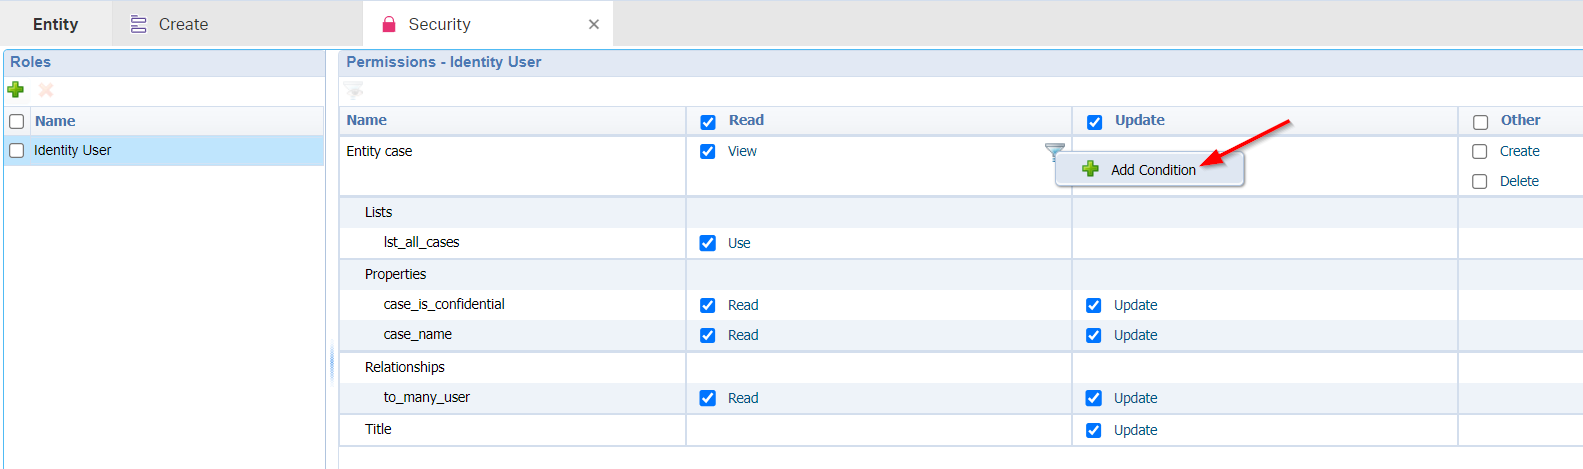 Entity Create Security
Roles
Name
Identity User
Permissions - Identity User
Name Read Update Other
Entity case View Create
Add Condition
Delete
Lists
lst_all_cases Use
Properties
case_is_confidential Read Update
case_name Read Update
Relationships
to_many_user Read Update
Title Update